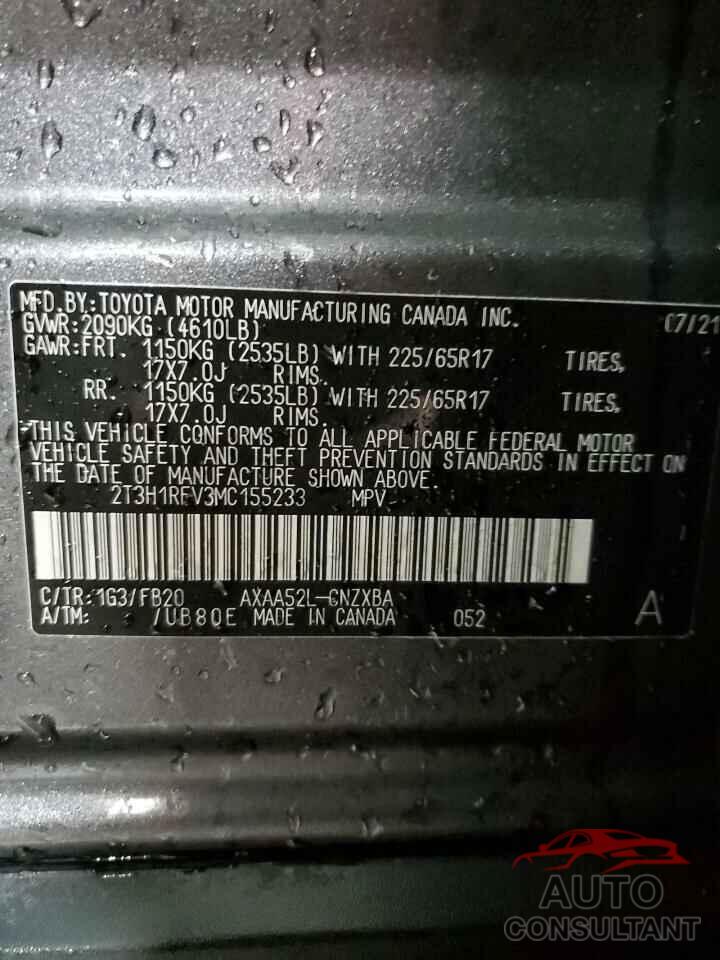 MFD.BY:TOYOTA MOTOR MANUFACTURING CANADA INC. 07/21
GVWR:2090KG (4610LB)
GAWR:FRT. 1150KG (2535LB) WITH 225/65R17 TIRES,
17X7.0J RIMS.
RR. 1150KG (2535LB) WITH 225/65R17 TIRES,
17X7.0J RIMS.
THIS VEHICLE CONFORMS TO ALL APPLICABLE FEDERAL MOTOR
VEHICLE SAFETY AND THEFT PREVENTION STANDARDS IN EFFECT ON
THE DATE OF MANUFACTURE SHOWN ABOVE.
2T3H1RFV3MC155233 MPV
C/TR:1G3/FB20 AXAA52L-CNZXBA A
A/TM: /UB80E MADE IN CANADA 052
AUTO
CONSULTANT